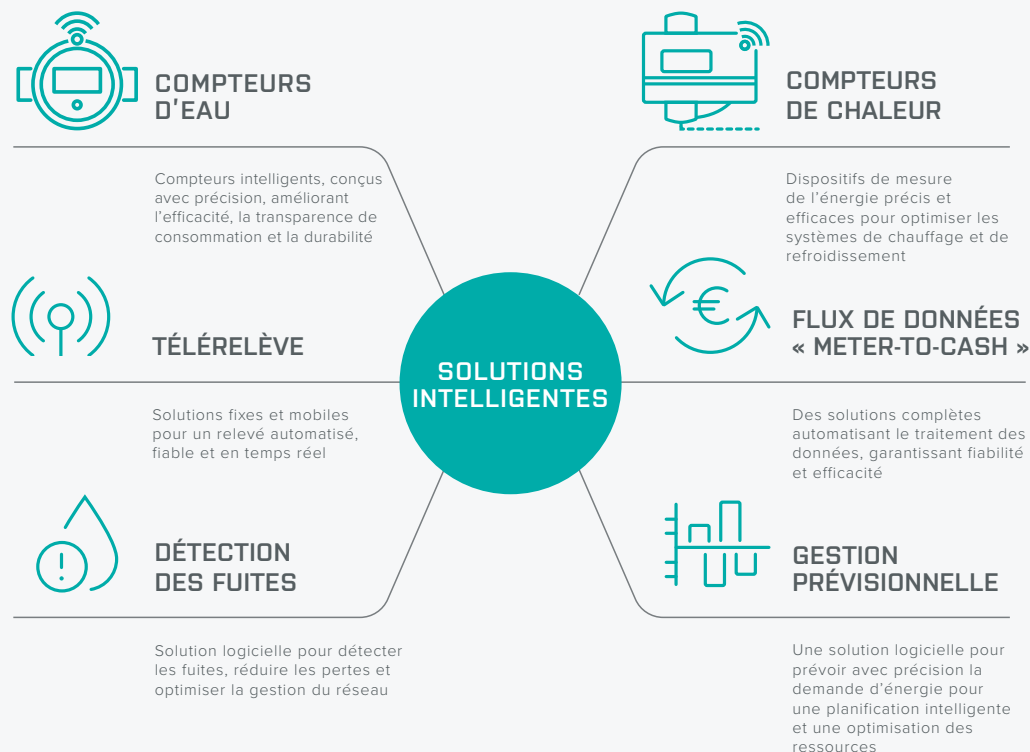 COMPTEURS
D'EAU
Compteurs intelligents, conçus
avec précision, améliorant
l'efficacité, la transparence de
consommation et la durabilité
TÉLÉRELÈVE
Solutions fixes et mobiles
pour un relevé automatisé,
fiable et en temps réel
DÉTECTION
DES FUITES
Solution logicielle pour détecter
les fuites, réduire les pertes et
optimiser la gestion du réseau
SOLUTIONS
INTELLIGENTES
COMPTEURS
DE CHALEUR
Dispositifs de mesure
de l'énergie précis et
efficaces pour optimiser les
systèmes de chauffage et de
refroidissement
€
FLUX DE DONNÉES
« METER-TO-CASH »
Des solutions complètes
automatisant le traitement des
données, garantissant fiabilité
et efficacité
GESTION
PRÉVISIONNELLE
Une solution logicielle pour
prévoir avec précision la
demande d'énergie pour
une planification intelligente
et une optimisation des
ressources